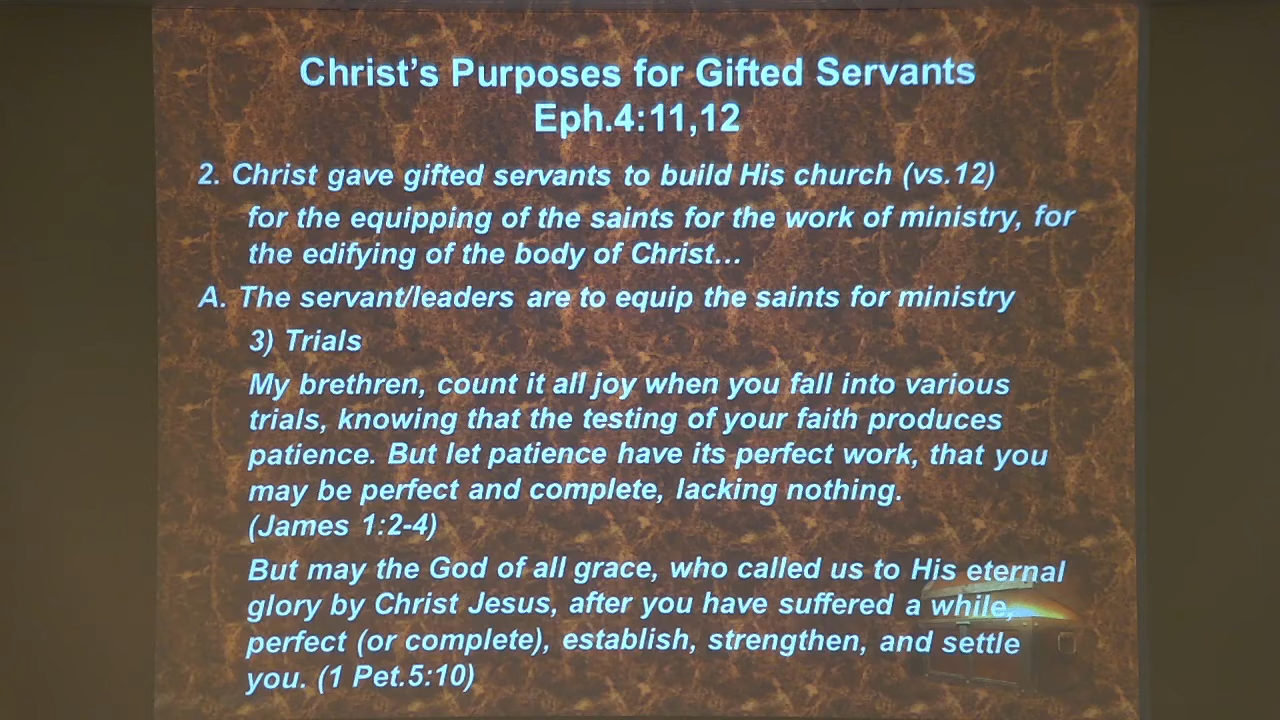 Christ's Purposes for Gifted Servants
Eph.4:11,12
2. Christ gave gifted servants to build His church (vs.12)
for the equipping of the saints for the work of ministry, for
the edifying of the body of Christ...
A. The servant/leaders are to equip the saints for ministry
3) Trials
My brethren, count it all joy when you fall into various
trials, knowing that the testing of your faith produces
patience. But let patience have its perfect work, that you
may be perfect and complete, lacking nothing.
(James 1:2-4)
But may the God of all grace, who called us to His eternal
glory by Christ Jesus, after you have suffered a while,
perfect (or complete), establish, strengthen, and settle
you. (1 Pet.5:10)